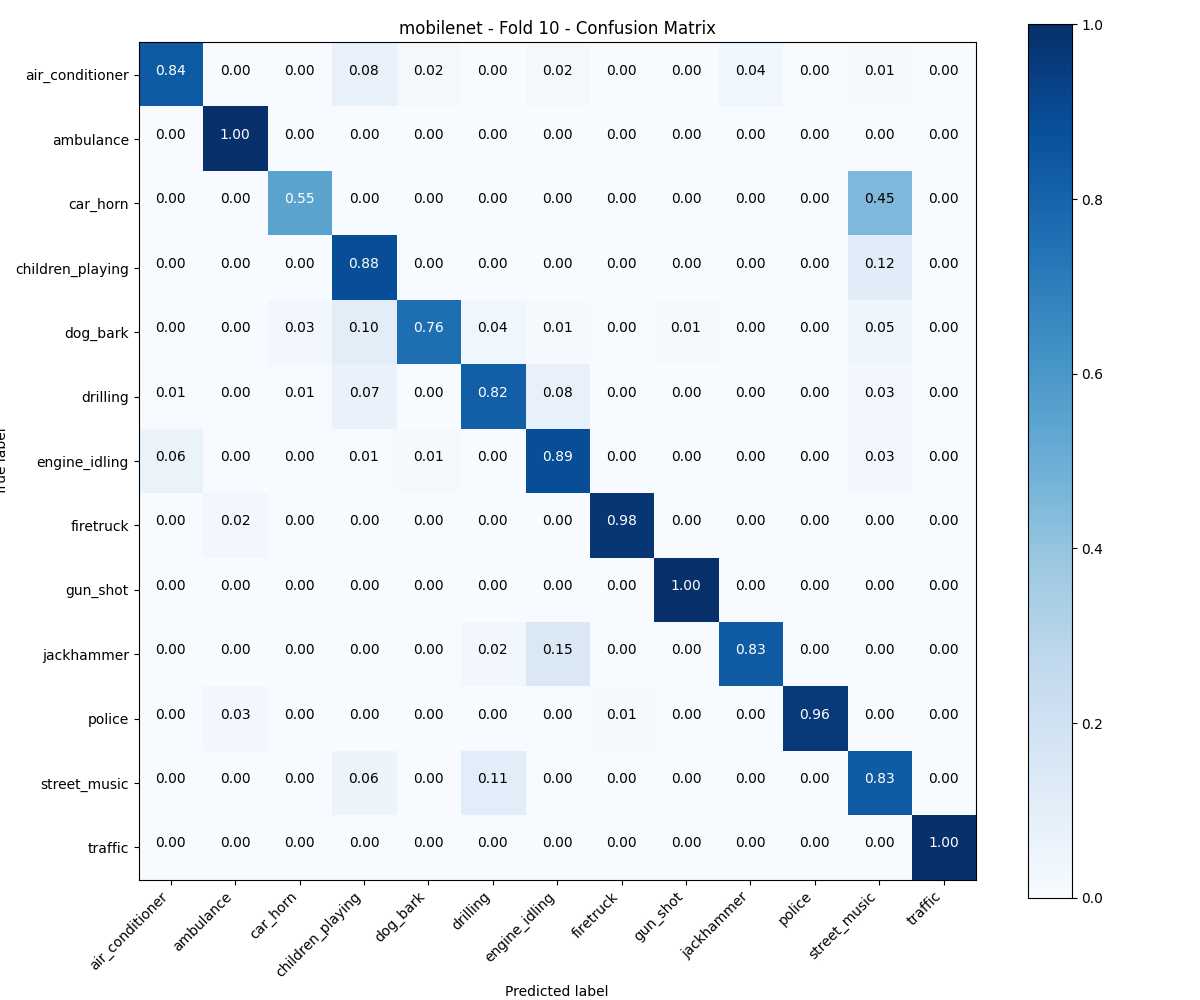 mobilenet - Fold 10 - Confusion Matrix
air_conditioner 0.84 0.00 0.00 0.08 0.02 0.00 0.02 0.00 0.00 0.04 0.00 0.01 0.00
ambulance 0.00 1.00 0.00 0.00 0.00 0.00 0.00 0.00 0.00 0.00 0.00 0.00 0.00
car_horn 0.00 0.00 0.55 0.00 0.00 0.00 0.00 0.00 0.00 0.00 0.00 0.45 0.00
children_playing 0.00 0.00 0.00 0.88 0.00 0.00 0.00 0.00 0.00 0.00 0.00 0.12 0.00
dog_bark 0.00 0.00 0.03 0.10 0.76 0.04 0.01 0.00 0.01 0.00 0.00 0.05 0.00
drilling 0.01 0.00 0.01 0.07 0.00 0.82 0.08 0.00 0.00 0.00 0.00 0.03 0.00
engine_idling 0.06 0.00 0.00 0.01 0.01 0.00 0.89 0.00 0.00 0.00 0.00 0.03 0.00
firetruck 0.00 0.02 0.00 0.00 0.00 0.00 0.00 0.98 0.00 0.00 0.00 0.00 0.00
gun_shot 0.00 0.00 0.00 0.00 0.00 0.00 0.00 0.00 1.00 0.00 0.00 0.00 0.00
jackhammer 0.00 0.00 0.00 0.00 0.00 0.02 0.15 0.00 0.00 0.83 0.00 0.00 0.00
police 0.00 0.03 0.00 0.00 0.00 0.00 0.00 0.01 0.00 0.00 0.96 0.00 0.00
street_music 0.00 0.00 0.00 0.06 0.00 0.11 0.00 0.00 0.00 0.00 0.00 0.83 0.00
traffic 0.00 0.00 0.00 0.00 0.00 0.00 0.00 0.00 0.00 0.00 0.00 0.00 1.00
air_conditioner
ambulance
car_horn
children_playing
dog_bark
drilling
engine_idling
firetruck
gun_shot
jackhammer
police
street_music
traffic
Predicted label
1.0
0.8
0.6
0.4
0.2
0.0